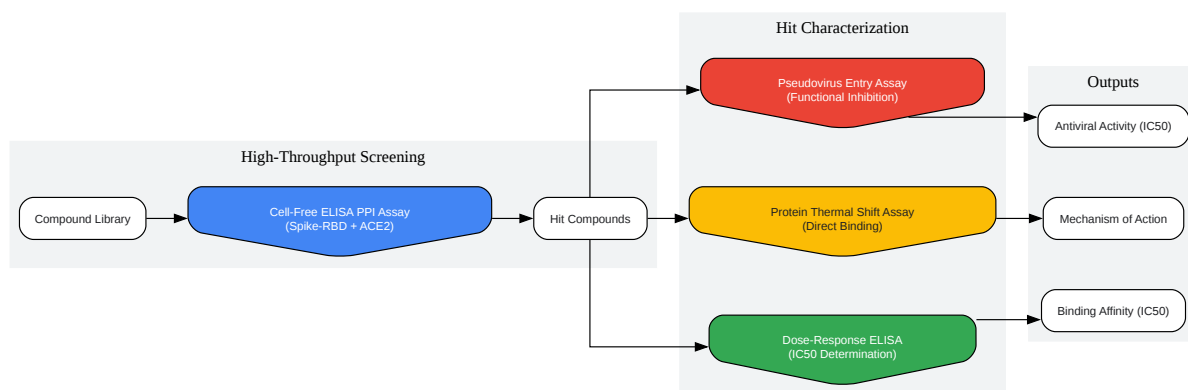 High-Throughput Screening
Compound Library
Cell-Free ELISA PPI Assay
(Spike-RBD + ACE2)
Hit Compounds
Hit Characterization
Pseudovirus Entry Assay
(Functional Inhibition)
Protein Thermal Shift Assay
(Direct Binding)
Dose-Response ELISA
(IC50 Determination)
Outputs
Antiviral Activity (IC50)
Mechanism of Action
Binding Affinity (IC50)